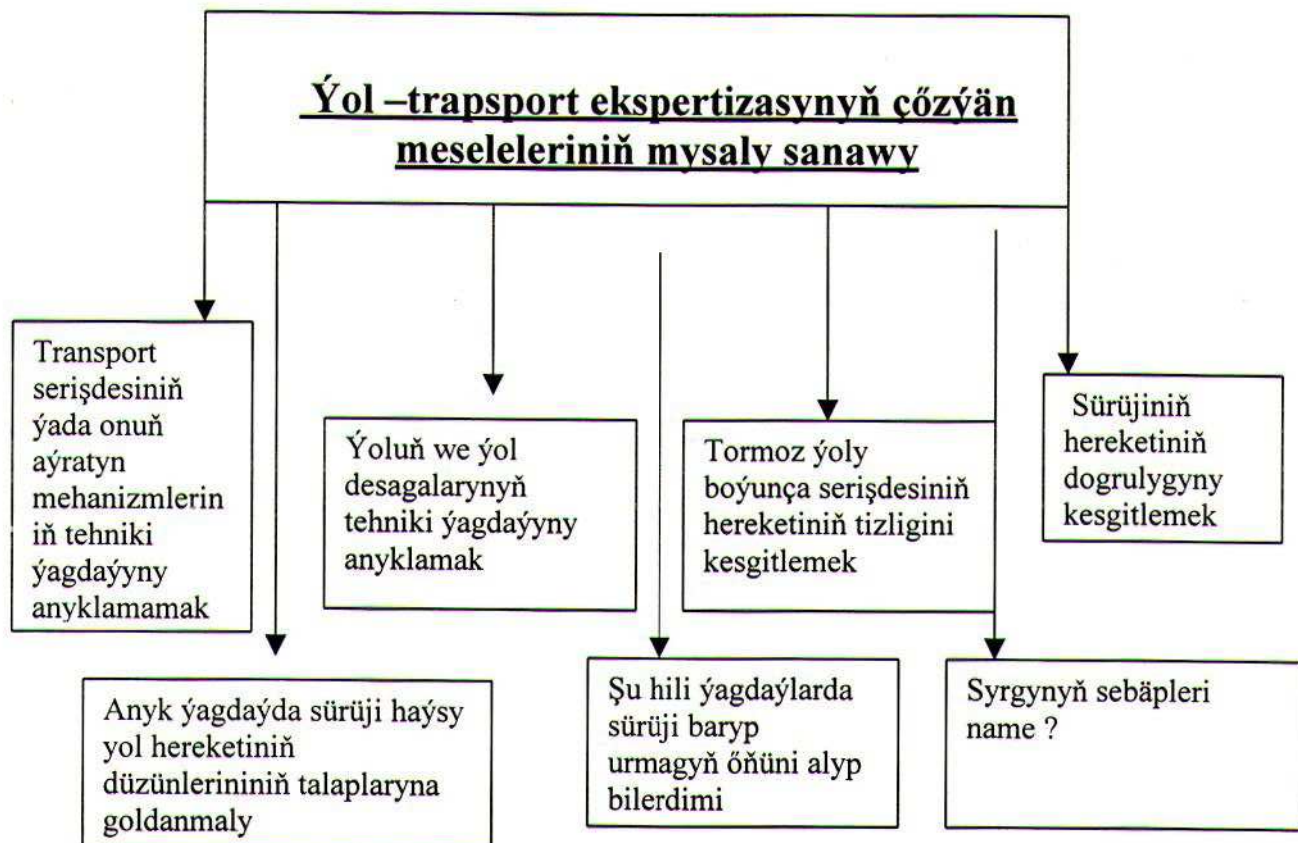 Ýol –trapsport ekspertizasynyň çőzýän
meseleleriniň mysaly sanawy
Transport
serişdesiniň
ýada onuň
aýratyn
mehanizmlerin
iň tehniki
ýagdaýyny
anyklamamak
Ýoluň we ýol
desagalarynyň
tehniki ýagdaýyny
anyklamak
Tormoz ýoly
boýunça serişdesiniň
hereketiniň tizligini
kesgitlemek
Sürüjiniň
hereketiniň
dogrulygyny
kesgitlemek
Anyk ýagdaýda sürüji haýsy
yol hereketiniň
düzünlerininiň talaplaryna
goldanmaly
Şu hili ýagdaýlarda
sürüji baryp
urmagyň őňüni alyp
bilerdimi
Syrgynyň sebäpleri
name ?